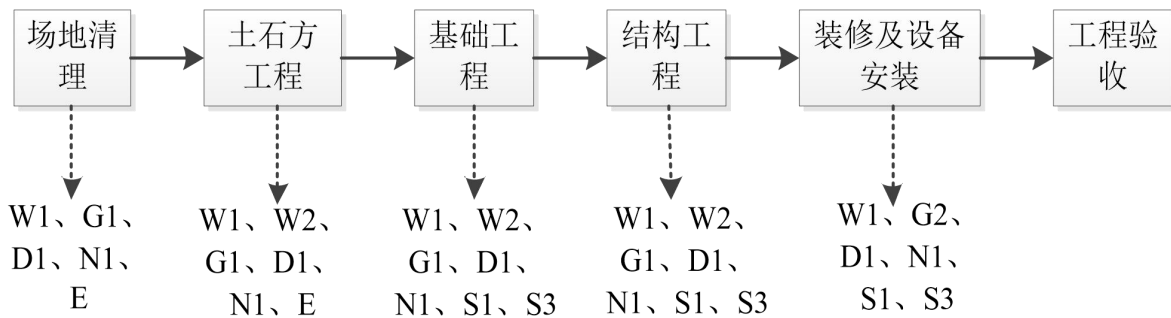 场地清
理
土石方
工程
基础工
程
结构工
程
装修及设备
安装
工程验
收
W1、G1、
D1、N1、
E
W1、W2、
G1、D1、
N1、E
W1、W2、
G1、D1、
N1、S1、S3
W1、W2、
G1、D1、
N1、S1、S3
W1、G2、
D1、N1、
S1、S3